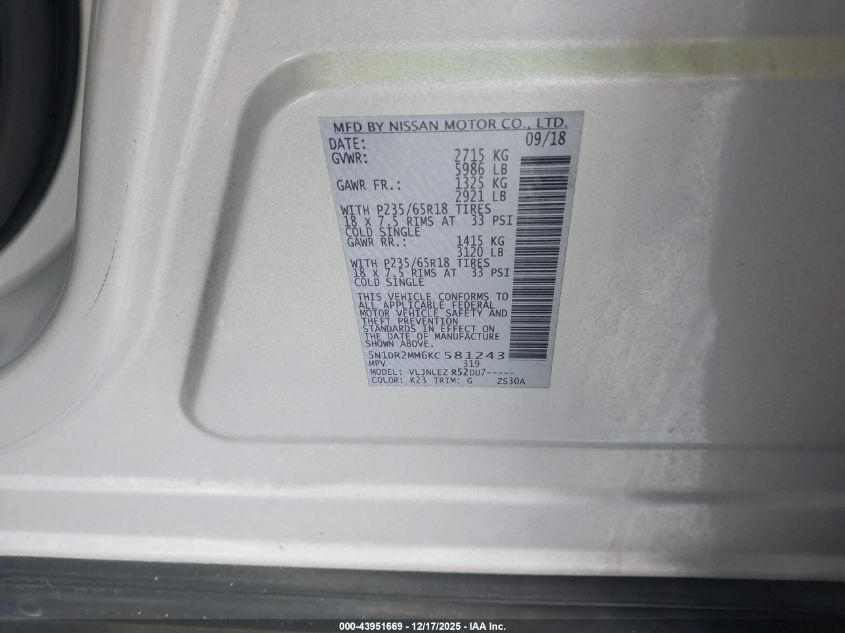 MFD BY NISSAN MOTOR CO., LTD.
DATE: 09/18
GVWR: 2715 KG
5986 LB
GAWR FR.: 1325 KG
2921 LB
WITH P235/65R18 TIRES
18 X 7.5 RIMS AT 33 PSI
COLD SINGLE
GAWR RR.: 1415 KG
3120 LB
WITH P235/65R18 TIRES
18 X 7.5 RIMS AT 33 PSI
COLD SINGLE
THIS VEHICLE CONFORMS TO
ALL APPLICABLE FEDERAL
MOTOR VEHICLE SAFETY AND
THEFT PREVENTION
STANDARDS IN EFFECT ON
THE DATE OF MANUFACTURE
SHOWN ABOVE.
5N1DR2MM6KC581243
MPV 319
MODEL: VLJNLEZ R52DU7-----
COLOR: K23 TRIM: G ZS30A
000-43951669 - 12/17/2025 - IAA Inc.